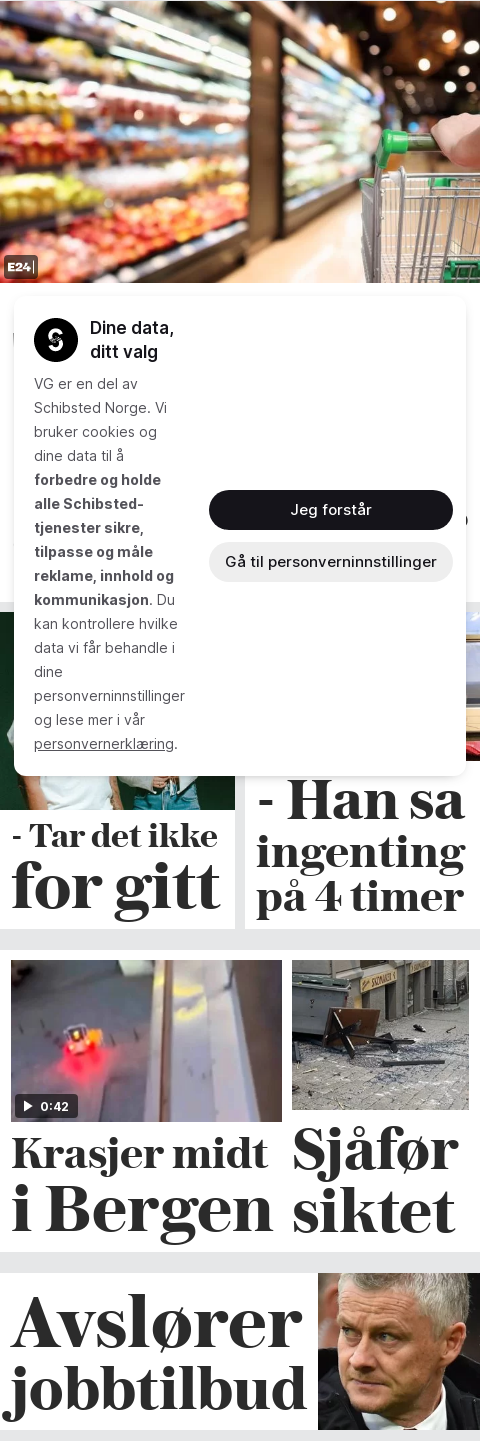 E24
Dine data,
ditt valg
VG er en del av
Schibsted Norge. Vi
bruker cookies og
dine data til å
forbedre og holde
alle Schibsted-
tjenester sikre,
tilpasse og måle
reklame, innhold og
kommunikasjon. Du
kan kontrollere hvilke
data vi får behandle i
dine
personverninnstillinger
og lese mer i vår
personvernerklæring.
Jeg forstår
Gå til personverninnstillinger
- Tar det ikke
for gitt
- Han sa
ingenting
på 4 timer
0:42
Krasjer midt
i Bergen
Sjåfør
siktet
Avslører
jobbtilbud